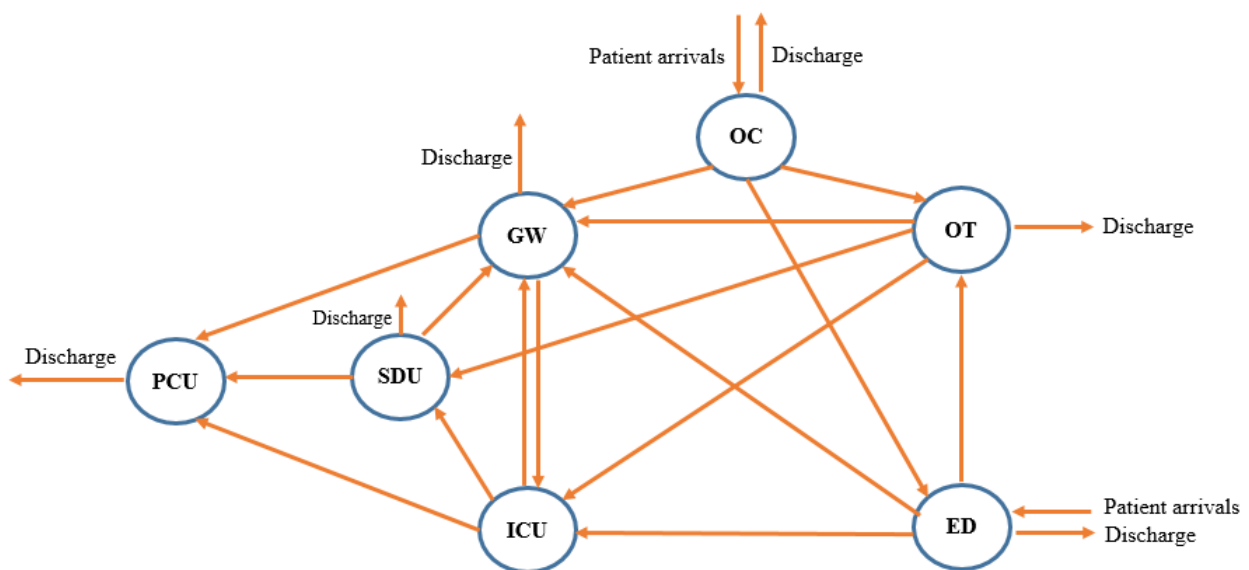 Patient arrivals
Discharge
OC
Discharge
GW
OT
Discharge
Discharge
Discharge
PCU
SDU
ICU
ED
Patient arrivals
Discharge